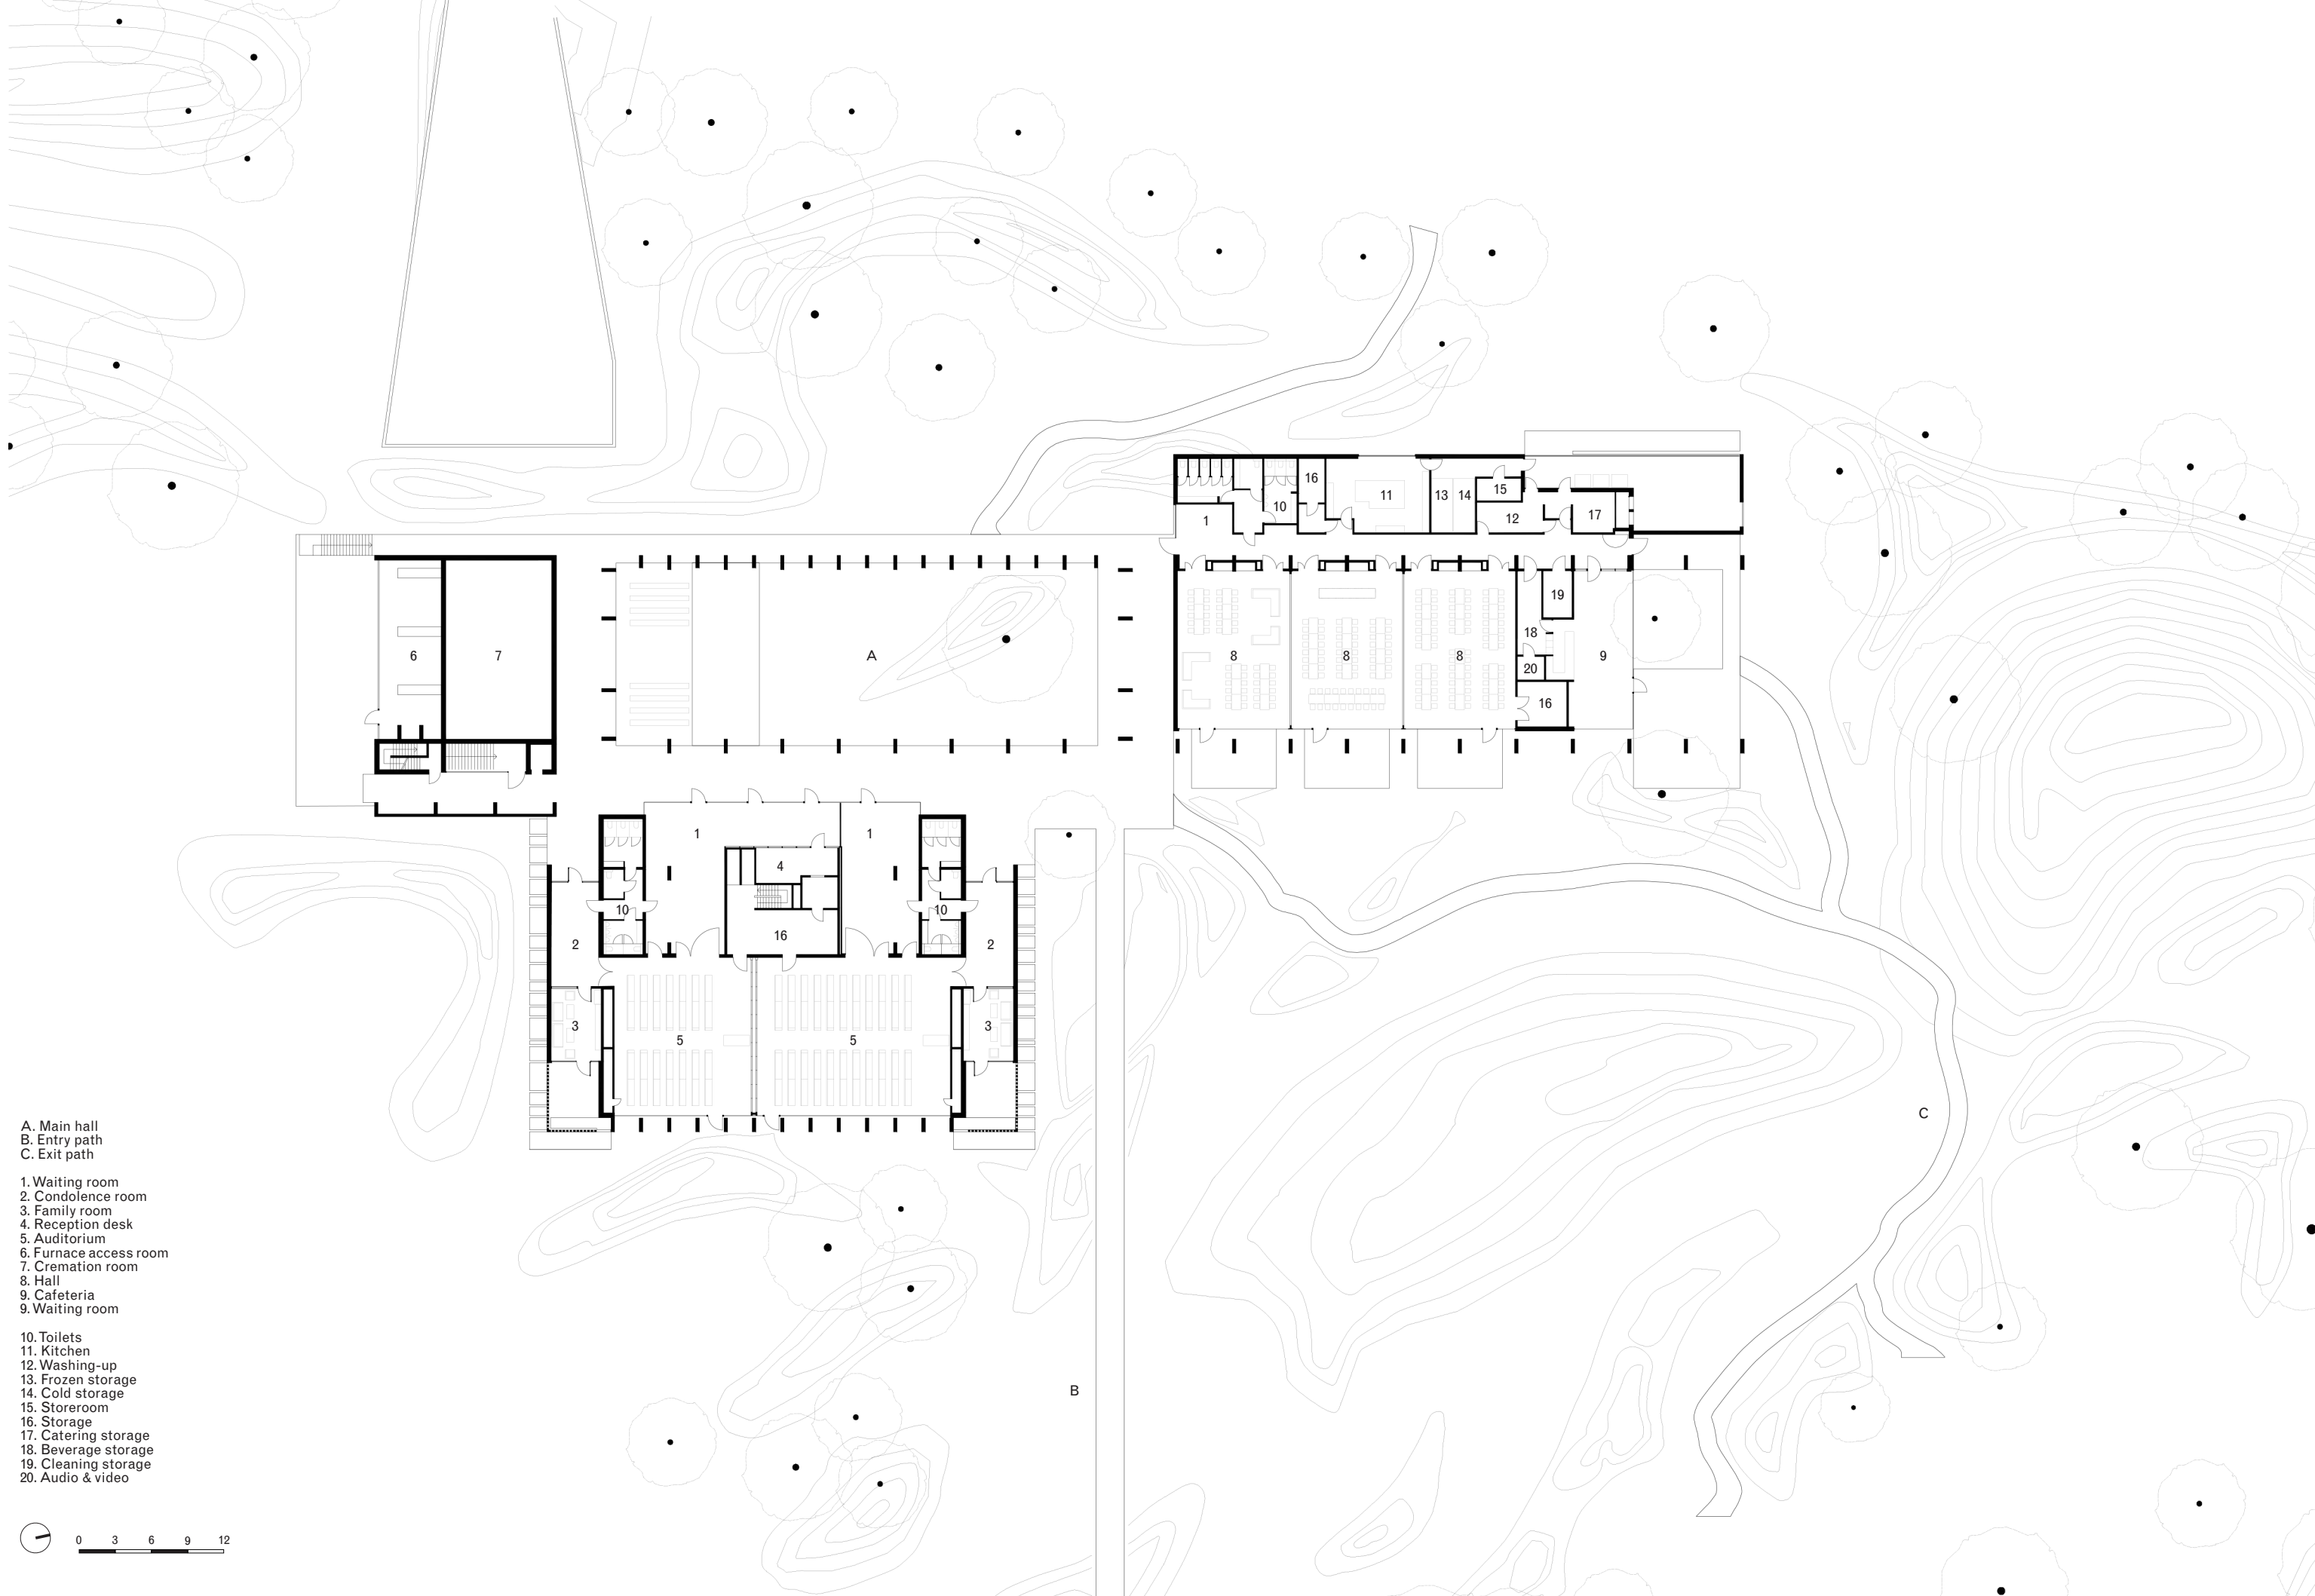 16
11
13
14
15
10
1
12
17
19
6
7
A
8
8
8
18
9
20
16
1
1
4
10
10
16
2
2
3
3
5
5
C
B
A. Main hall
B. Entry path
C. Exit path
1. Waiting room
2. Condolence room
3. Family room
4. Reception desk
5. Auditorium
6. Furnace access room
7. Cremation room
8. Hall
9. Cafeteria
9. Waiting room
10. Toilets
11. Kitchen
12. Washing-up
13. Frozen storage
14. Cold storage
15. Storeroom
16. Storage
17. Catering storage
18. Beverage storage
19. Cleaning storage
20. Audio & video
0 3 6 9 12